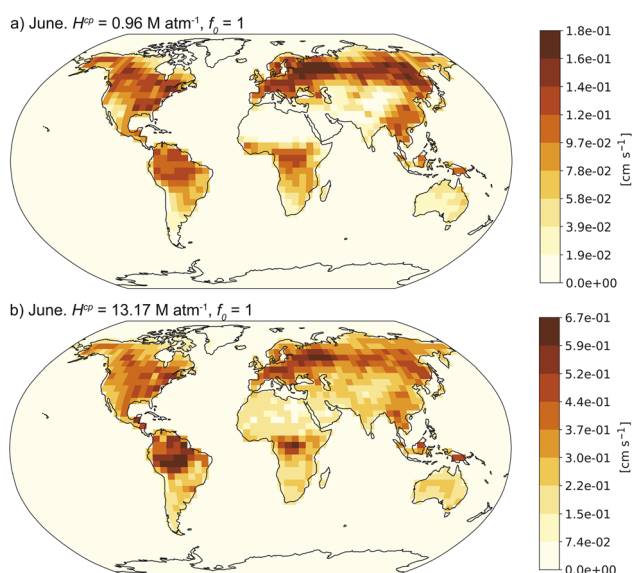 a) June. Hᶜᵖ = 0.96 M atm⁻¹, f₀ = 1
1.8e-01
1.6e-01
1.4e-01
1.2e-01
9.7e-02
7.8e-02
5.8e-02
3.9e-02
1.9e-02
0.0e+00
[cm s⁻¹]
b) June. Hᶜᵖ = 13.17 M atm⁻¹, f₀ = 1
6.7e-01
5.9e-01
5.2e-01
4.4e-01
3.7e-01
3.0e-01
2.2e-01
1.5e-01
7.4e-02
0.0e+00
[cm s⁻¹]